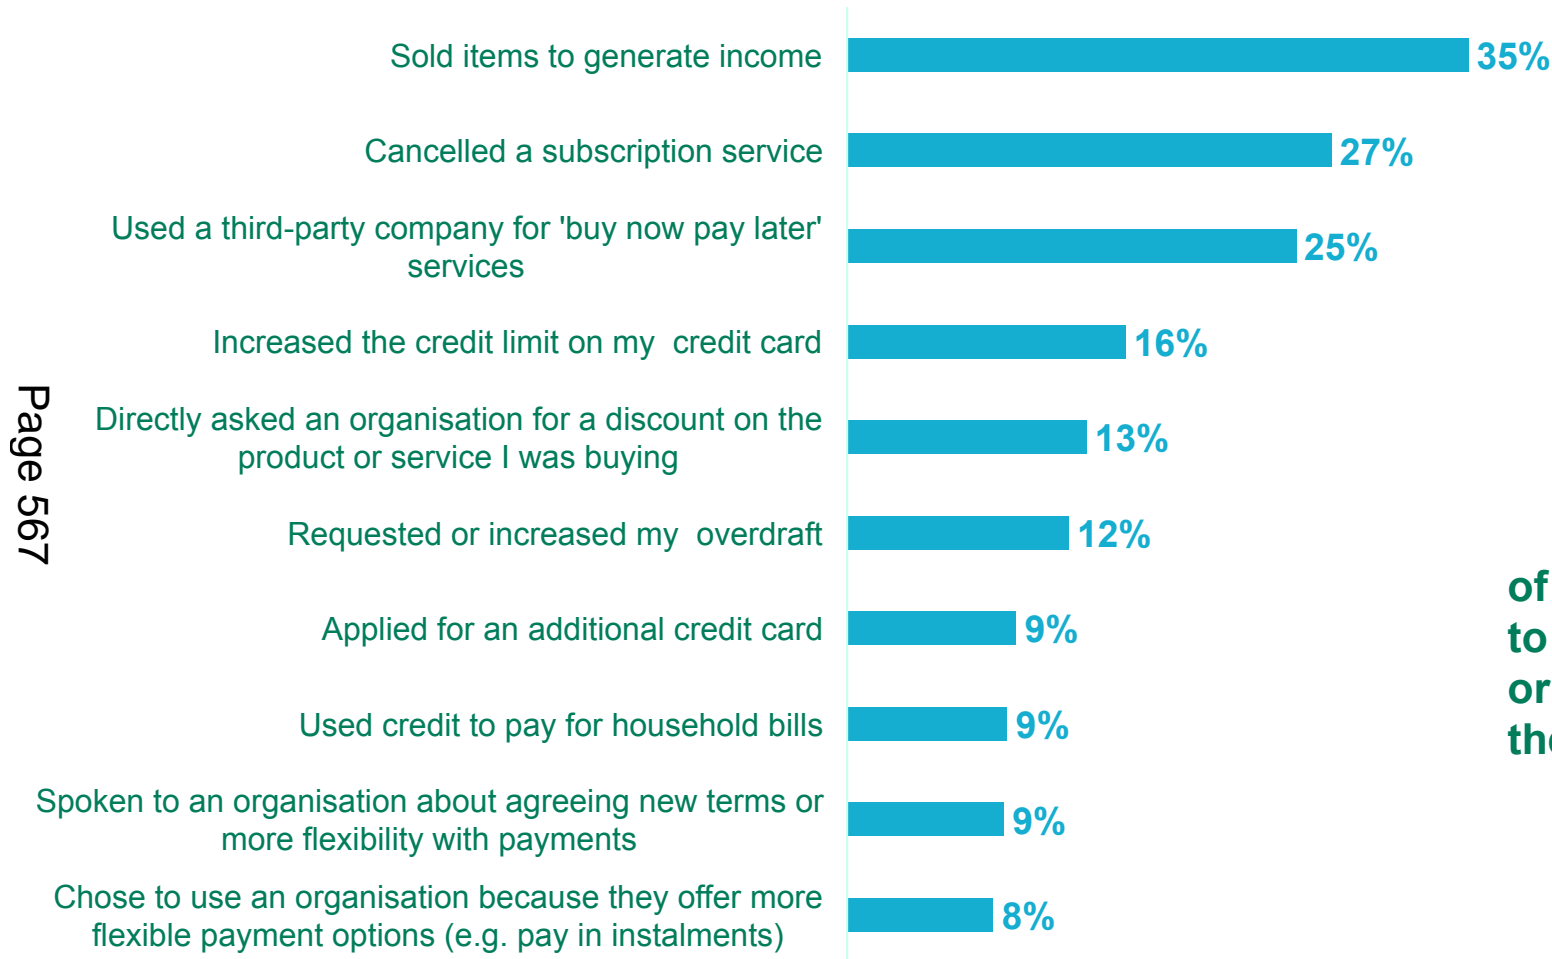 Sold items to generate income
35%
Cancelled a subscription service
27%
Used a third-party company for 'buy now pay later'
services
25%
Increased the credit limit on my  credit card
16%
Directly asked an organisation for a discount on the
product or service I was buying
13%
Requested or increased my  overdraft
12%
Applied for an additional credit card
9%
Used credit to pay for household bills
9%
Spoken to an organisation about agreeing new terms or
more flexibility with payments
9%
Chose to use an organisation because they offer more
flexible payment options (e.g. pay in instalments)
8%
Page 567
of
to
or